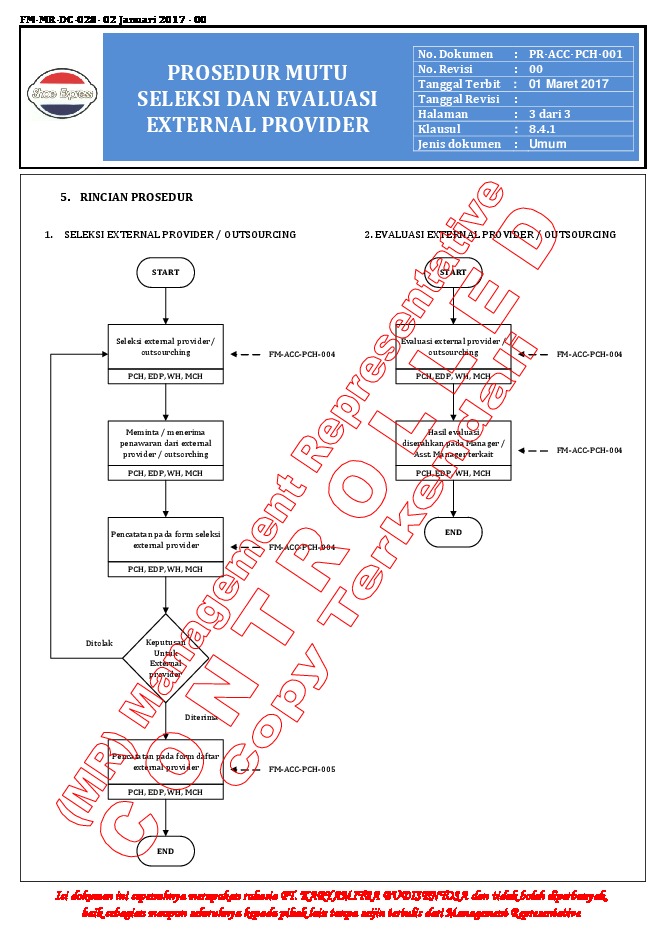 FM-MR-DC-028- 02 Januari 2017 - 00
Shoe Express
PROSEDUR MUTU
SELEKSI DAN EVALUASI
EXTERNAL PROVIDER
No. Dokumen : PR-ACC-PCH-001
No. Revisi : 00
Tanggal Terbit : 01 Maret 2017
Tanggal Revisi :
Halaman : 3 dari 3
Klausul : 8.4.1
Jenis dokumen : Umum
5. RINCIAN PROSEDUR
1. SELEKSI EXTERNAL PROVIDER / OUTSOURCING
START
Seleksi external provider /
outsourching
PCH, EDP, WH, MCH
FM-ACC-PCH-004
Meminta / menerima
penawaran dari external
provider / outsorching
PCH, EDP, WH, MCH
Pencatatan pada form seleksi
external provider
PCH, EDP, WH, MCH
FM-ACC-PCH-004
Keputusan
Untuk
External
provider
Ditolak
Diterima
Pencatatan pada form daftar
external provider
PCH, EDP, WH, MCH
FM-ACC-PCH-005
END
2. EVALUASI EXTERNAL PROVIDER / OUTSOURCING
START
Evaluasi external provider /
outsourching
PCH, EDP, WH, MCH
FM-ACC-PCH-004
Hasil evaluasi
diserahkan pada Manager /
Asst. Manager terkait
PCH, EDP, WH, MCH
FM-ACC-PCH-004
END
(MR) Management Representative
CONTROLLED
Copy Terkendali
Isi dokumen ini sepenuhnya merupakan rahasia PT. KARYAMITRA BUDISENTOSA dan tidak boleh diperbanyak,
baik sebagian maupun seluruhnya kepada pihak lain tanpa seijin tertulis dari Management Representative